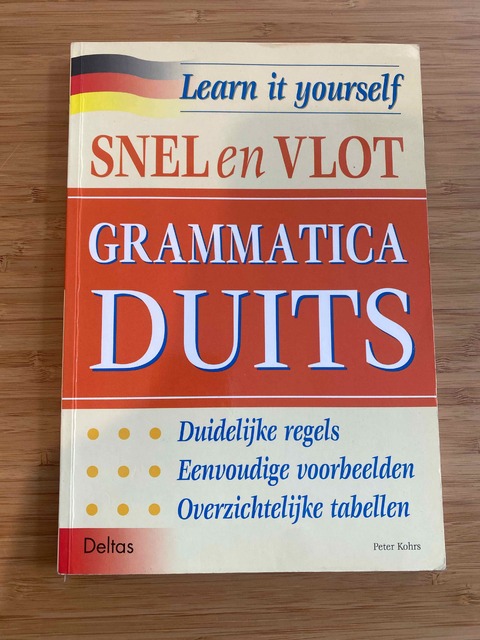 Learn it yourself
SNEL en VLOT
GRAMMATICA
DUITS
Duidelijke regels
Eenvoudige voorbeelden
Overzichtelijke tabellen
Deltas
Peter Kohrs